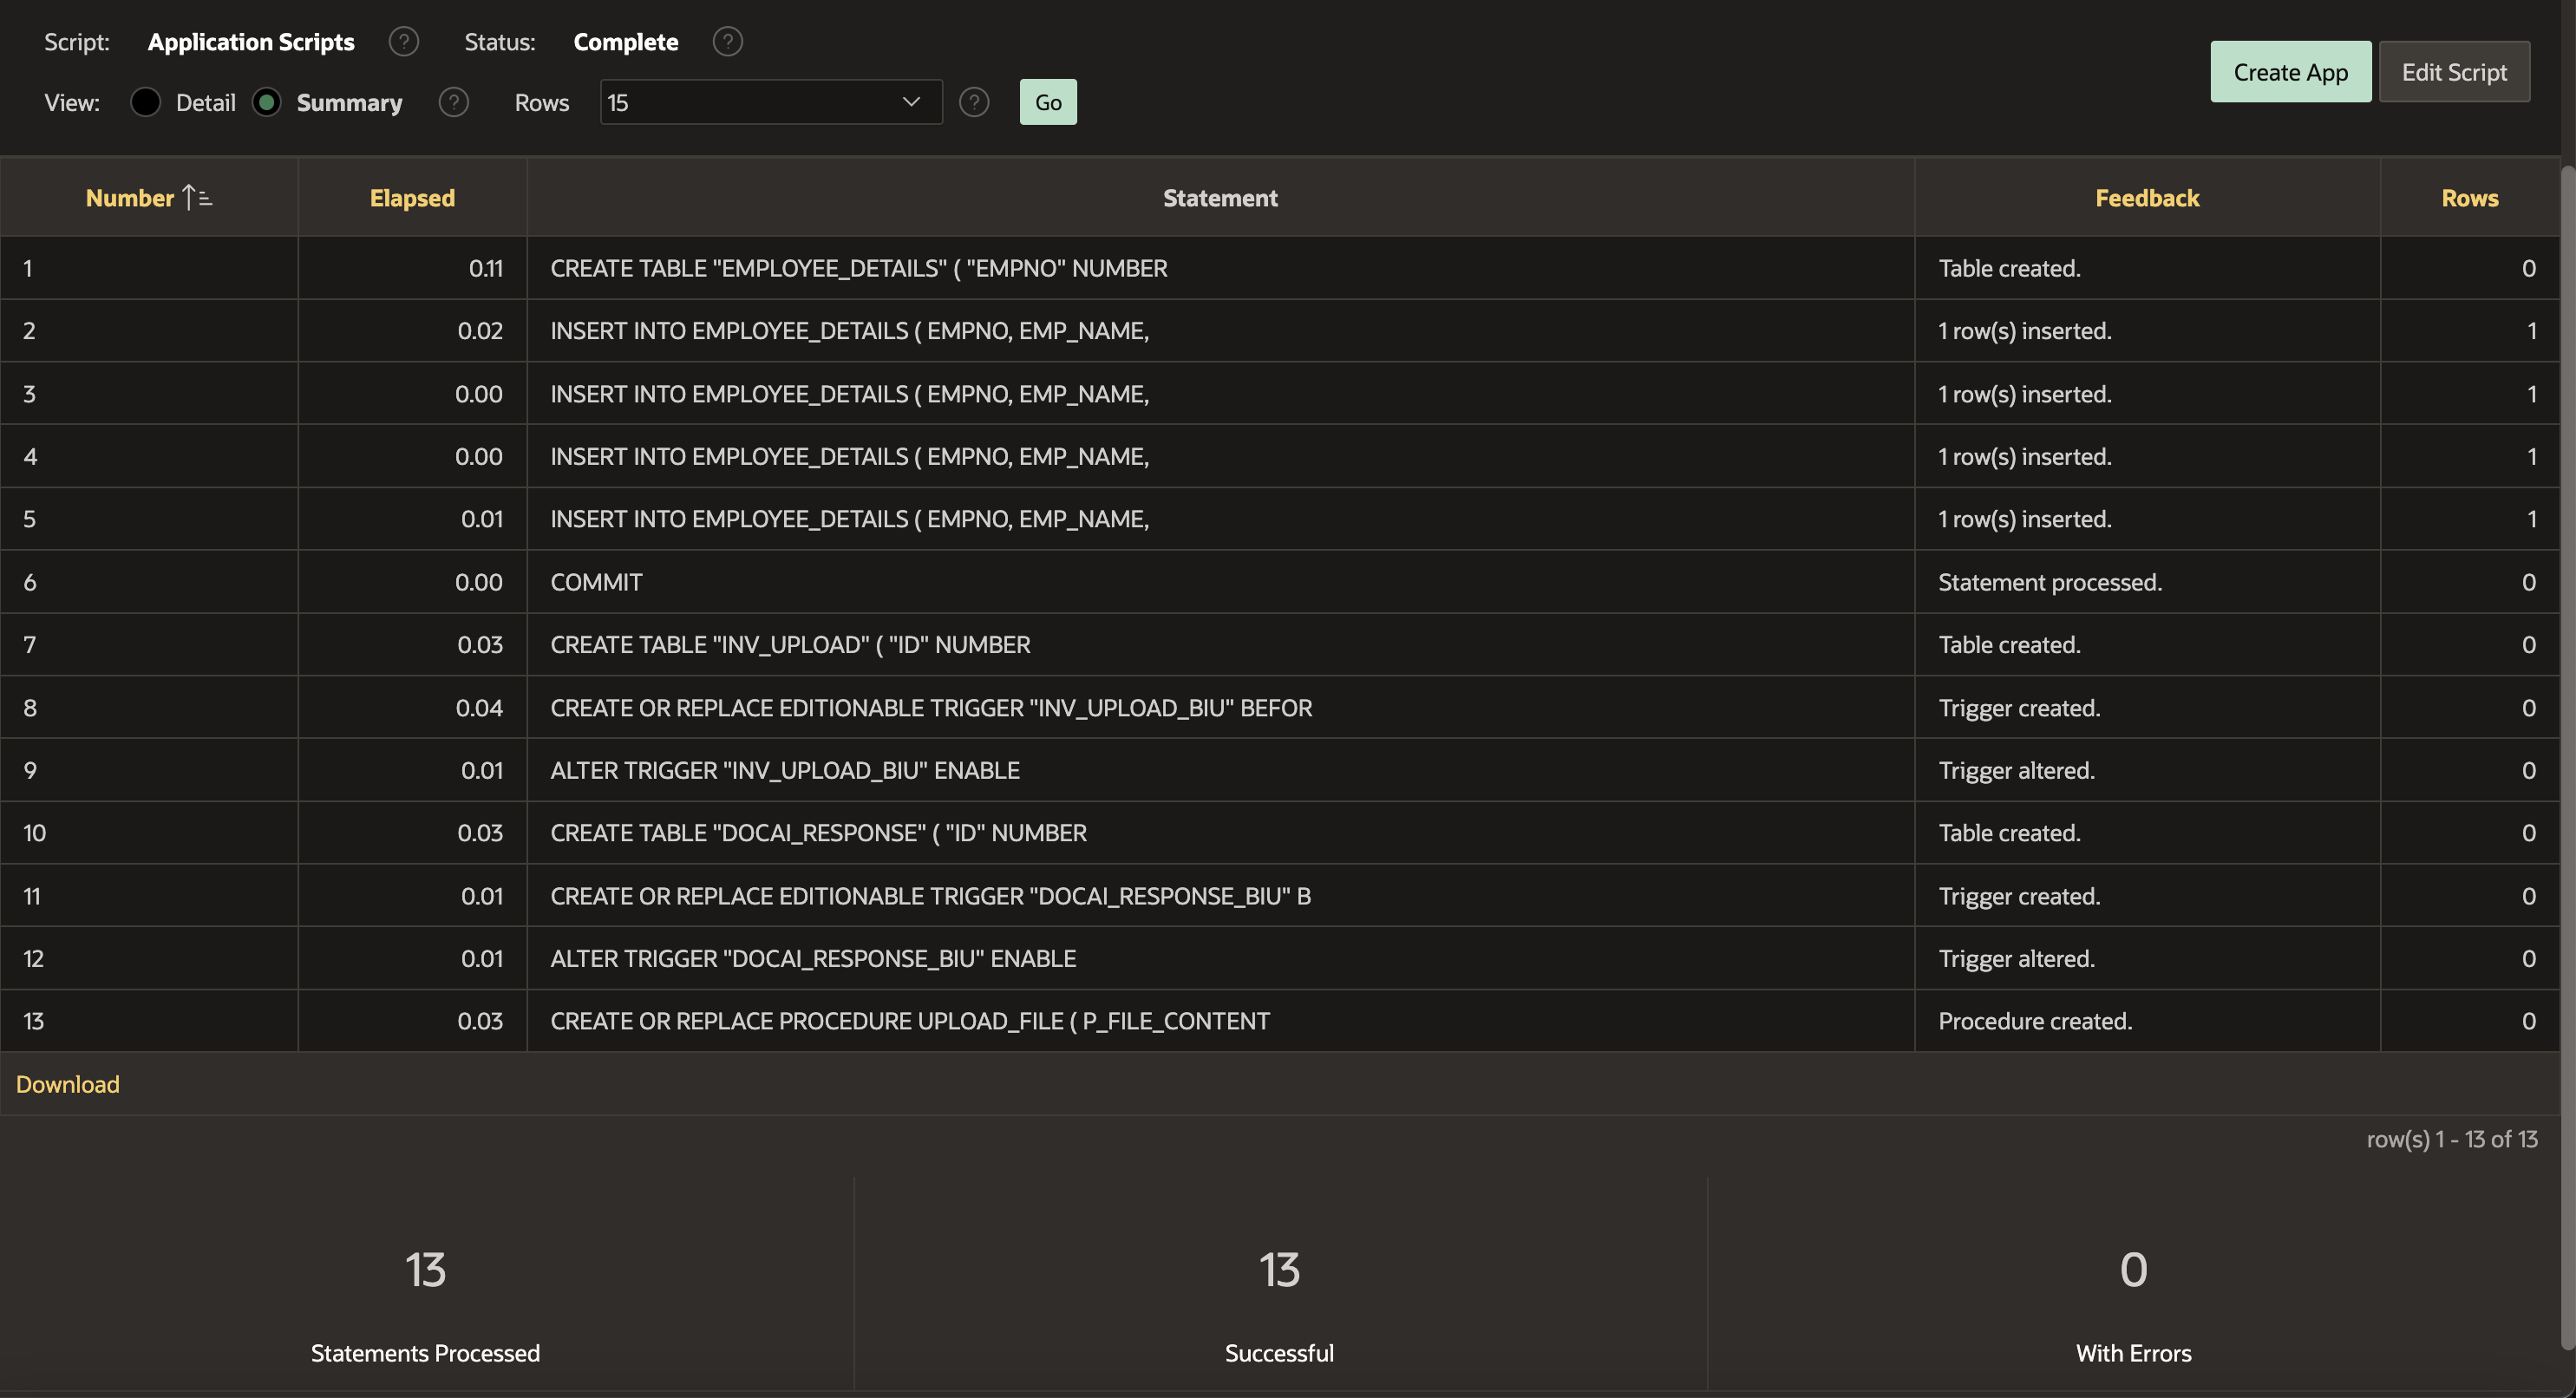 Script: Application Scripts ? Status: Complete ?
Create App Edit Script
View: Detail Summary ? Rows 15 ? Go
Number Elapsed Statement Feedback Rows
1 0.11 CREATE TABLE "EMPLOYEE_DETAILS" ( "EMPNO" NUMBER Table created. 0
2 0.02 INSERT INTO EMPLOYEE_DETAILS ( EMPNO, EMP_NAME, 1 row(s) inserted. 1
3 0.00 INSERT INTO EMPLOYEE_DETAILS ( EMPNO, EMP_NAME, 1 row(s) inserted. 1
4 0.00 INSERT INTO EMPLOYEE_DETAILS ( EMPNO, EMP_NAME, 1 row(s) inserted. 1
5 0.01 INSERT INTO EMPLOYEE_DETAILS ( EMPNO, EMP_NAME, 1 row(s) inserted. 1
6 0.00 COMMIT Statement processed. 0
7 0.03 CREATE TABLE "INV_UPLOAD" ( "ID" NUMBER Table created. 0
8 0.04 CREATE OR REPLACE EDITIONABLE TRIGGER "INV_UPLOAD_BIU" BEFOR Trigger created. 0
9 0.01 ALTER TRIGGER "INV_UPLOAD_BIU" ENABLE Trigger altered. 0
10 0.03 CREATE TABLE "DOCAI_RESPONSE" ( "ID" NUMBER Table created. 0
11 0.01 CREATE OR REPLACE EDITIONABLE TRIGGER "DOCAI_RESPONSE_BIU" B Trigger created. 0
12 0.01 ALTER TRIGGER "DOCAI_RESPONSE_BIU" ENABLE Trigger altered. 0
13 0.03 CREATE OR REPLACE PROCEDURE UPLOAD_FILE ( P_FILE_CONTENT Procedure created. 0
Download
row(s) 1 - 13 of 13
13 13 0
Statements Processed Successful With Errors